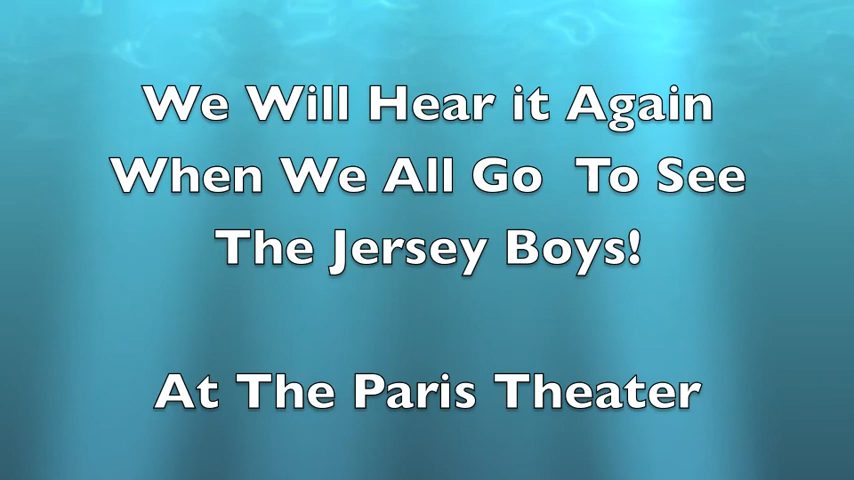 We Will Hear it Again
When We All Go  To See
The Jersey Boys!
At The Paris Theater